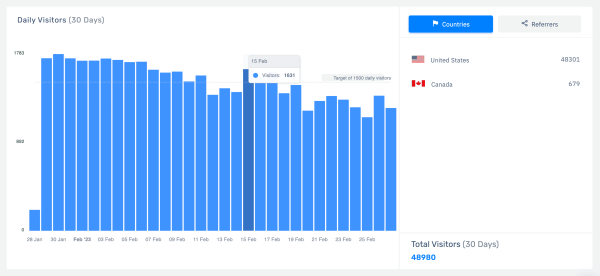 Daily Visitors (30 Days)
Countries
Referrers
1763
15 Feb
Visitors: 1631
Target of 1500 daily visitors
882
0
28 Jan 30 Jan Feb '23 03 Feb 05 Feb 07 Feb 09 Feb 11 Feb 13 Feb 15 Feb 17 Feb 19 Feb 21 Feb 23 Feb 25 Feb
United States 48301
Canada 679
Total Visitors (30 Days)
48980